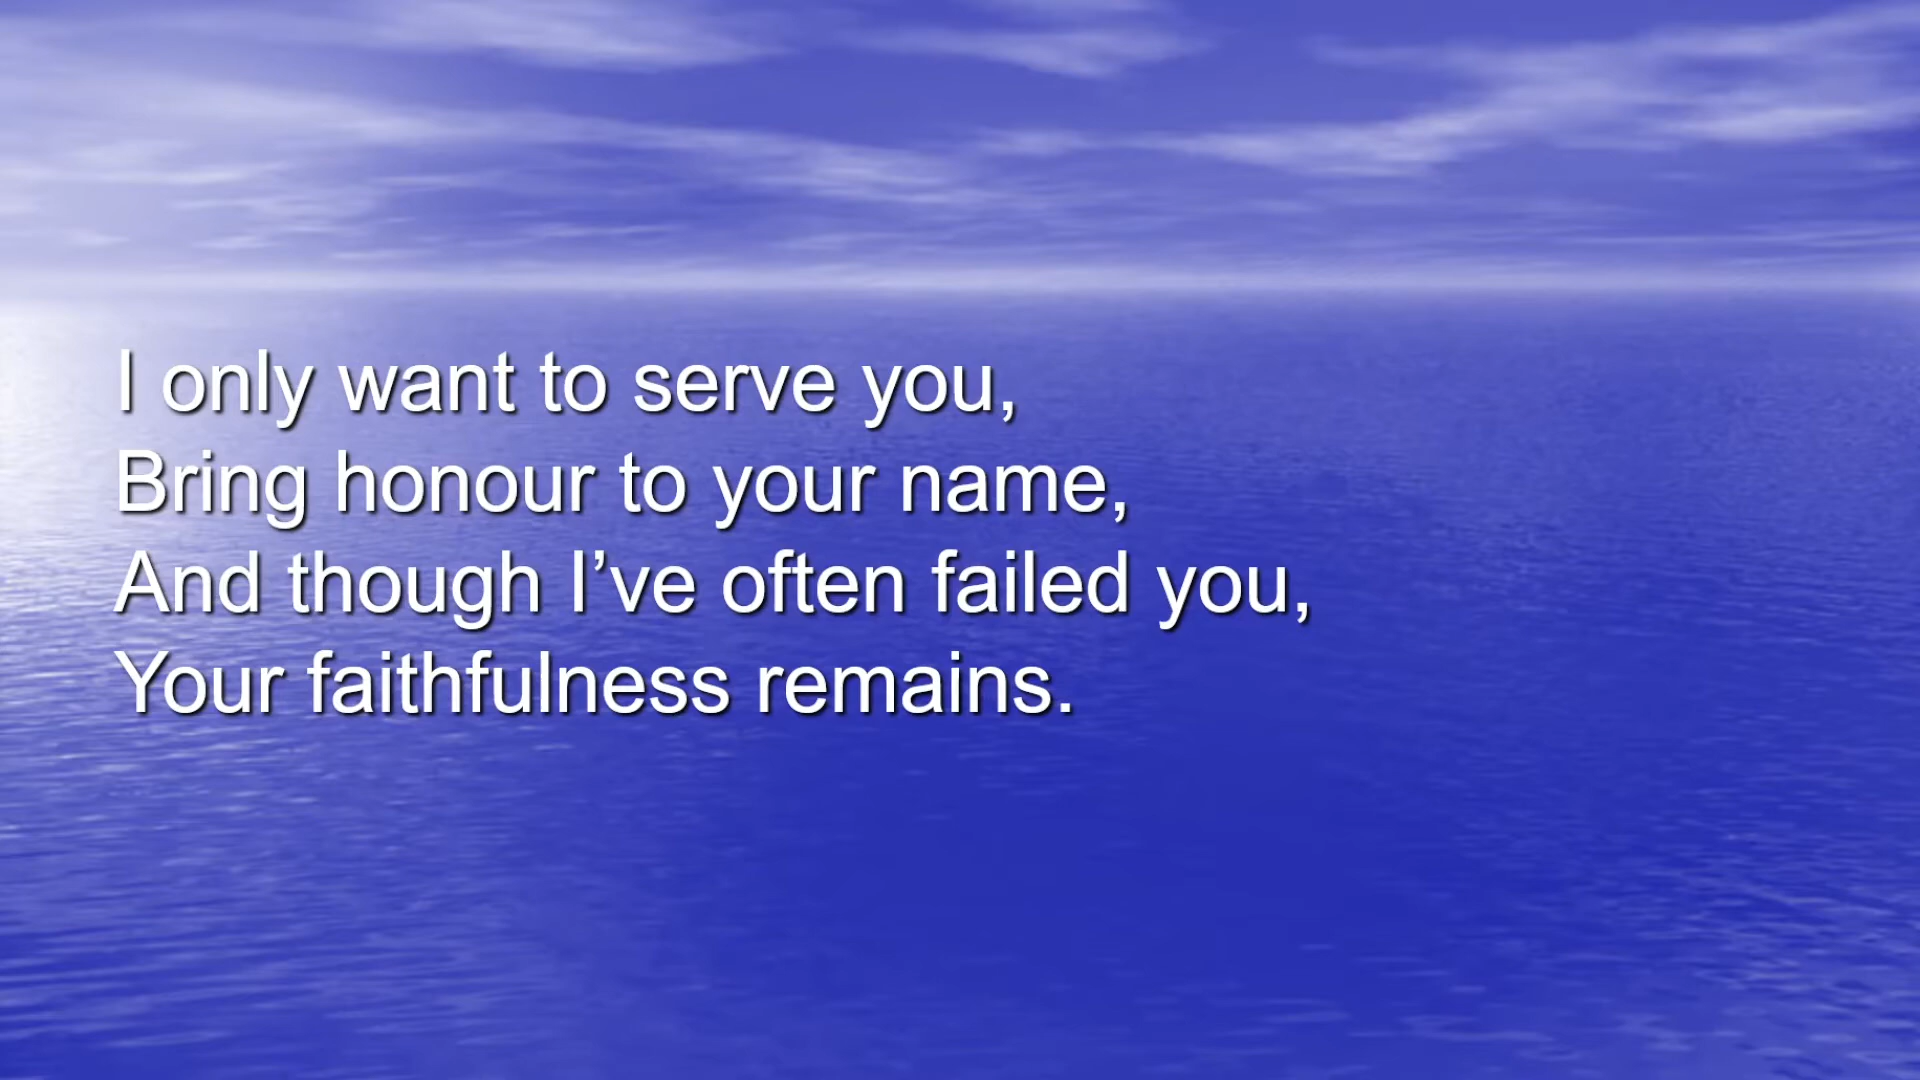 I only want to serve you,
Bring honour to your name,
And though I’ve often failed you,
Your faithfulness remains.